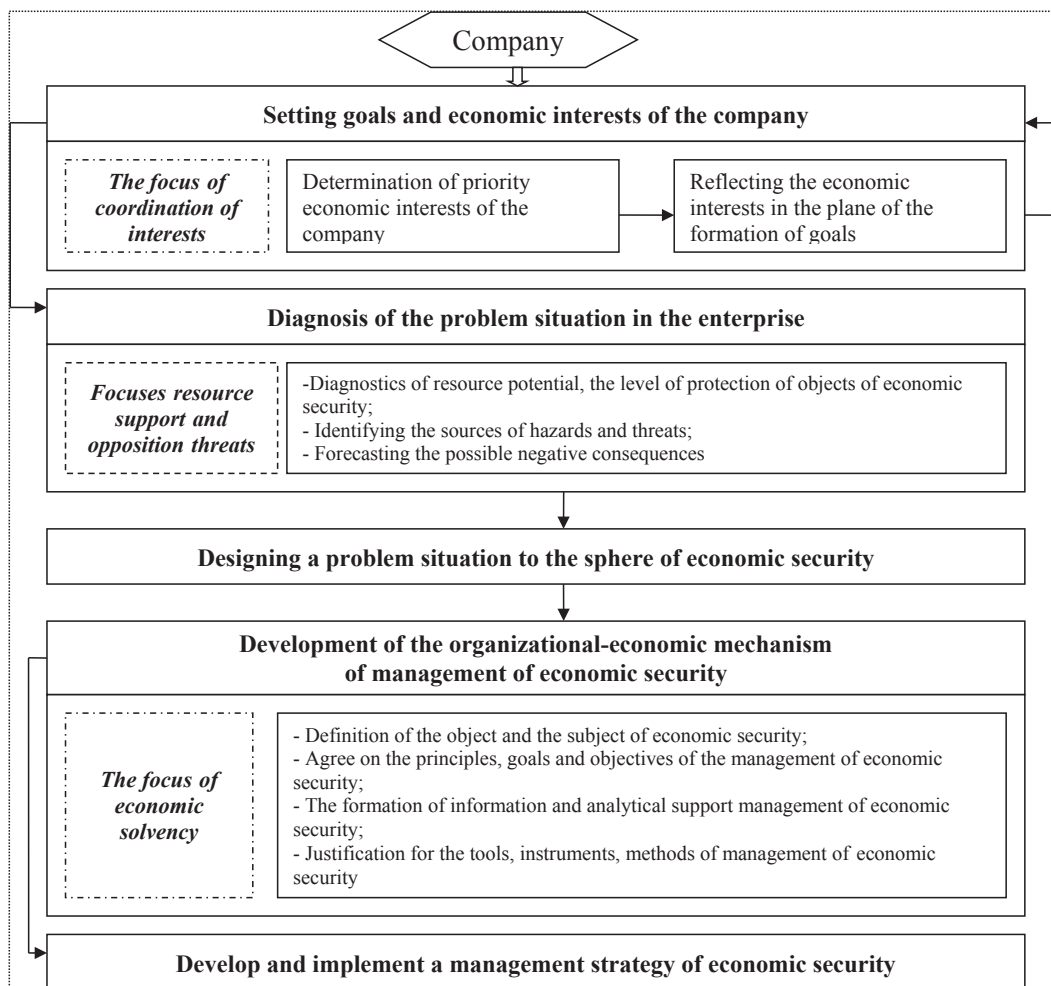 Company
Setting goals and economic interests of the company
The focus of
coordination of
interests
Determination of priority
economic interests of the
company
Reflecting the economic
interests in the plane of the
formation of goals
Diagnosis of the problem situation in the enterprise
Focuses resource
support and
opposition threats
-Diagnostics of resource potential, the level of protection of objects of economic
security;
- Identifying the sources of hazards and threats;
- Forecasting the possible negative consequences
Designing a problem situation to the sphere of economic security
Development of the organizational-economic mechanism
of management of economic security
The focus of
economic
solvency
- Definition of the object and the subject of economic security;
- Agree on the principles, goals and objectives of the management of economic
security;
- The formation of information and analytical support management of economic
security;
- Justification for the tools, instruments, methods of management of economic
security
Develop and implement a management strategy of economic security